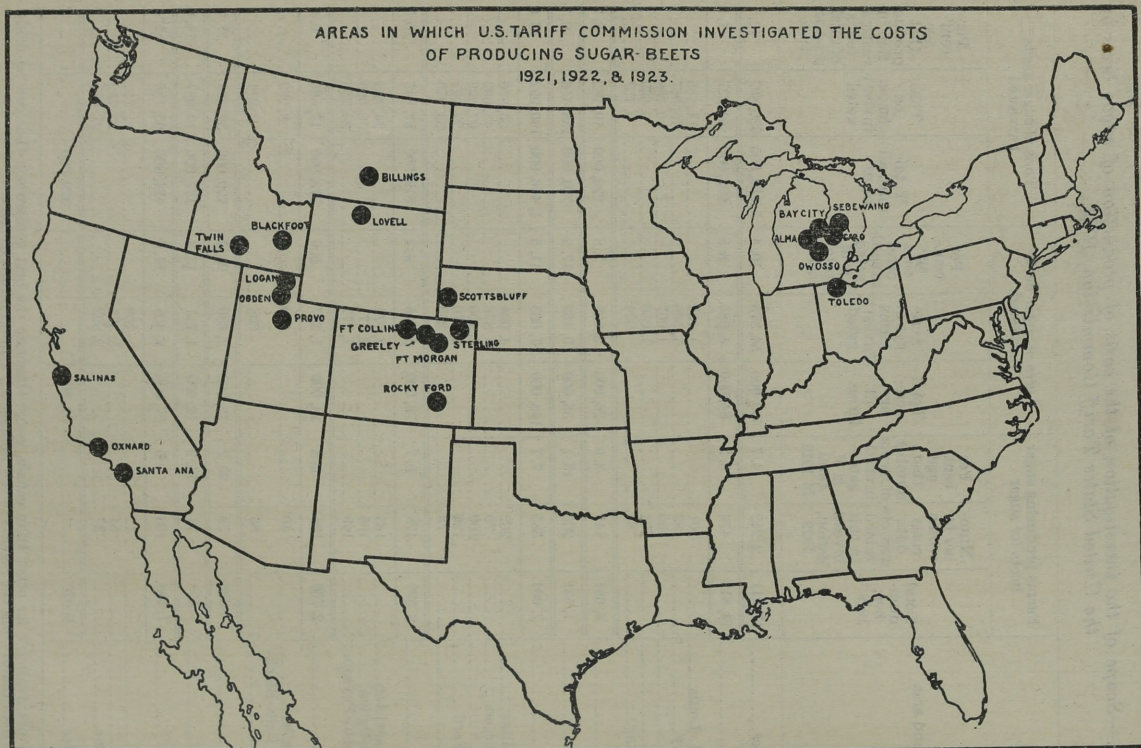 AREAS IN WHICH U.S. TARIFF COMMISSION INVESTIGATED THE COSTS
OF PRODUCING SUGAR-BEETS
1921, 1922, & 1923.
BILLINGS
LOVELL
BLACKFOOT
TWIN
FALLS
LOGAN
OGDEN
PROVO
SCOTTSBLUFF
FT COLLINS
GREELEY
STERLING
FT MORGAN
ROCKY FORD
SALINAS
OXNARD
SANTA ANA
SEBEWAING
BAY CITY
ALMA
CARO
OWOSSO
TOLEDO